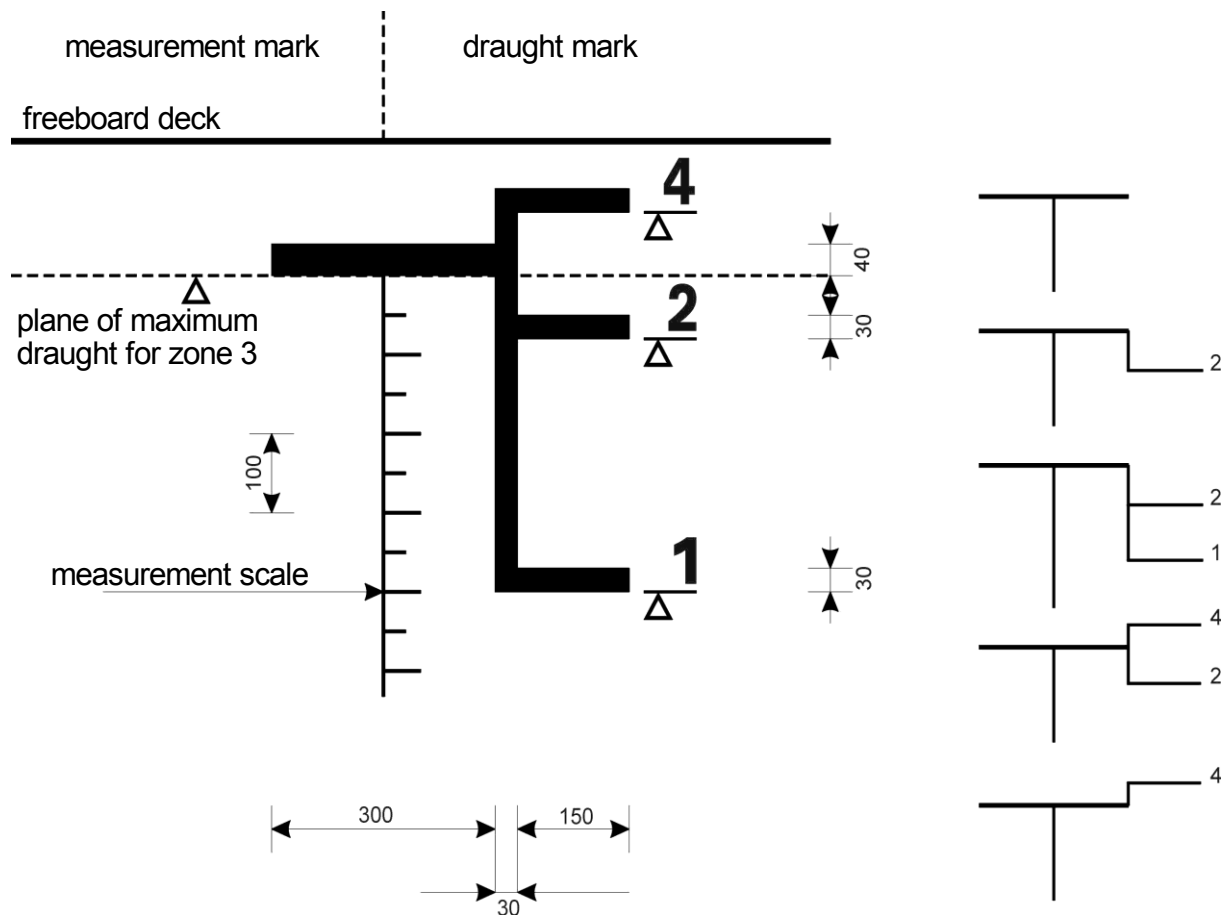 measurement mark
draught mark
freeboard deck
4
40
plane of maximum
draught for zone 3
2
30
100
measurement scale
1
30
300
150
30
2
2
1
4
2
4